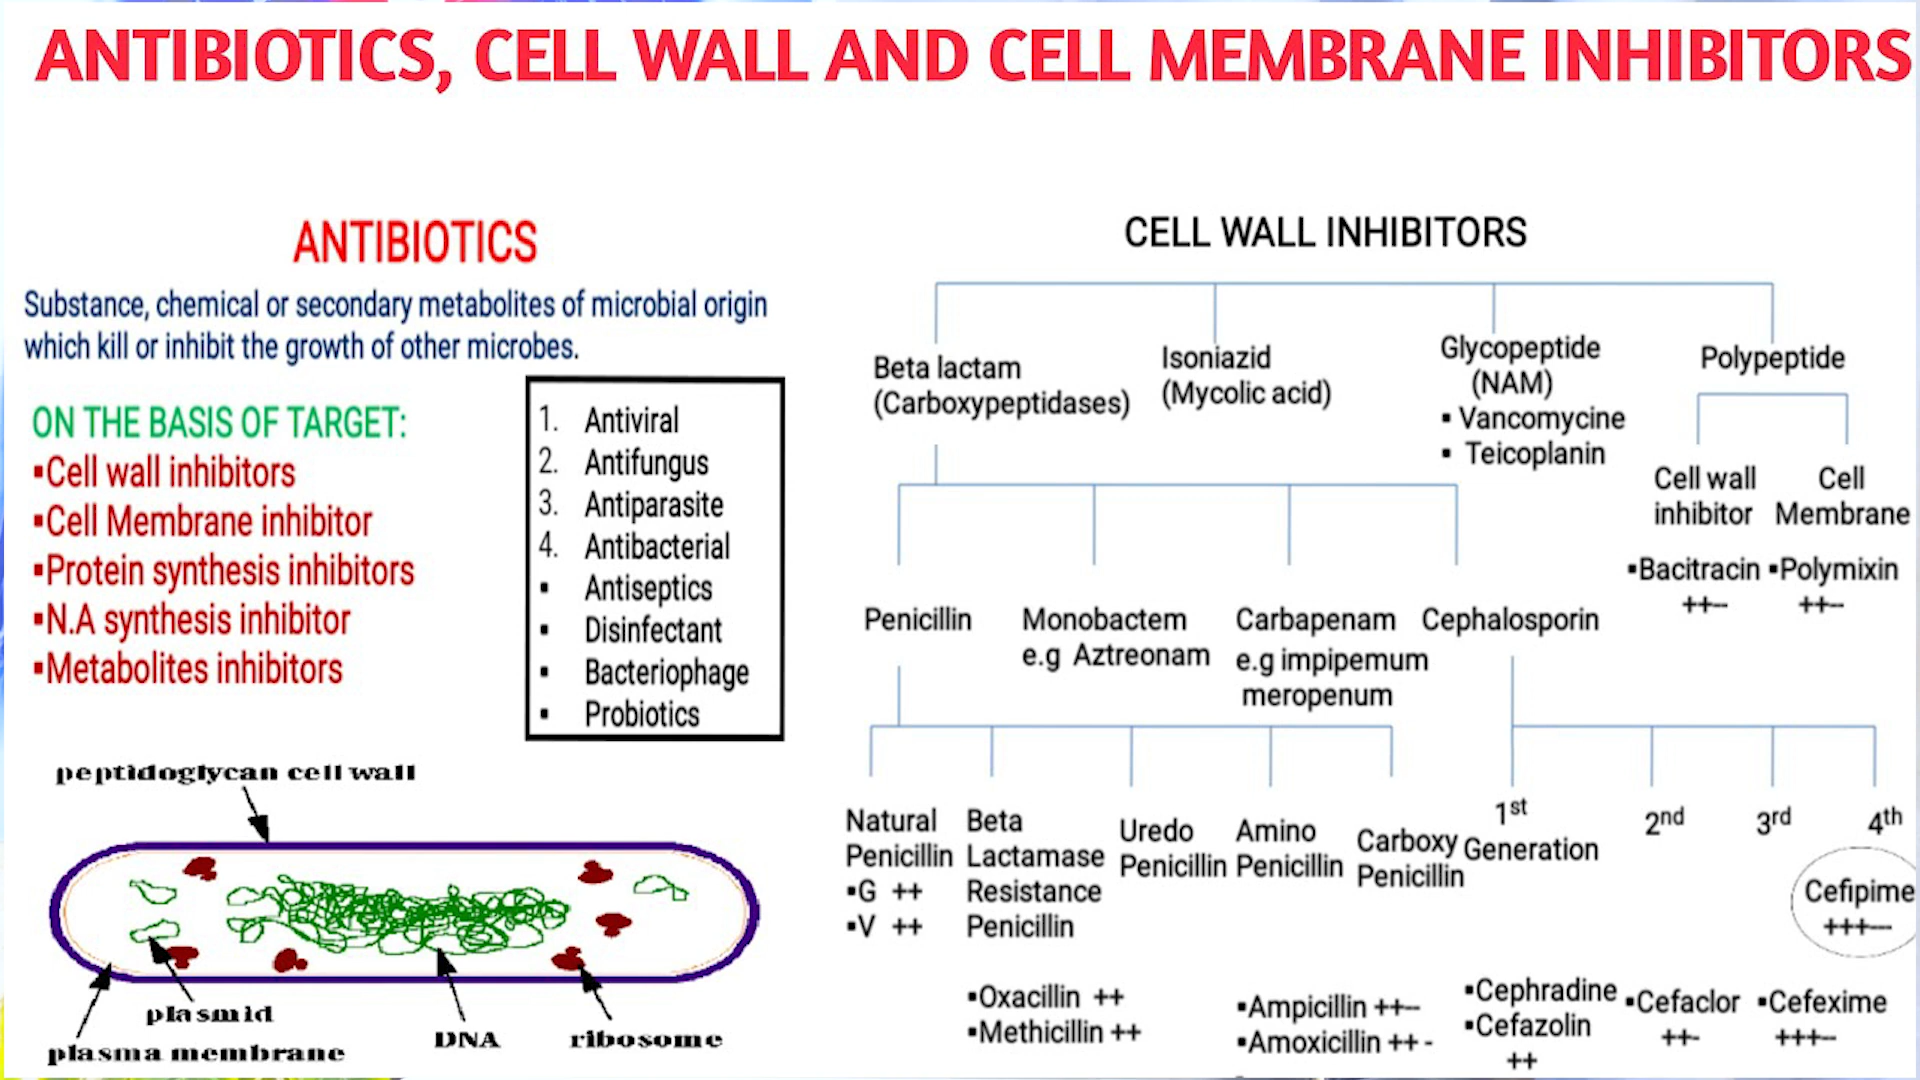 ANTIBIOTICS, CELL WALL AND CELL MEMBRANE INHIBITORS
ANTIBIOTICS
Substance, chemical or secondary metabolites of microbial origin
which kill or inhibit the growth of other microbes.
ON THE BASIS OF TARGET:
▪Cell wall inhibitors
▪Cell Membrane inhibitor
▪Protein synthesis inhibitors
▪N.A synthesis inhibitor
▪Metabolites inhibitors
1. Antiviral
2. Antifungus
3. Antiparasite
4. Antibacterial
▪ Antiseptics
▪ Disinfectant
▪ Bacteriophage
▪ Probiotics
peptidoglycan cell wall
plasmid
plasma membrane
DNA
ribosome
CELL WALL INHIBITORS
Beta lactam
(Carboxypeptidases)
Isoniazid
(Mycolic acid)
Glycopeptide
(NAM)
▪ Vancomycine
▪ Teicoplanin
Polypeptide
Cell wall
inhibitor
▪Bacitracin
++--
Cell
Membrane
▪Polymixin
++--
Penicillin
Monobactem
e.g Aztreonam
Carbapenam
e.g impipemum
meropenum
Cephalosporin
Natural
Penicillin
▪G ++
▪V ++
Beta
Lactamase
Resistance
Penicillin
▪Oxacillin ++
▪Methicillin ++
Uredo
Penicillin
Amino
Penicillin
▪Ampicillin ++--
▪Amoxicillin ++ -
Carboxy
Penicillin
1st
Generation
▪Cephradine
▪Cefazolin
++
2nd
▪Cefaclor
++-
3rd
▪Cefexime
+++--
4th
Cefipime
+++---